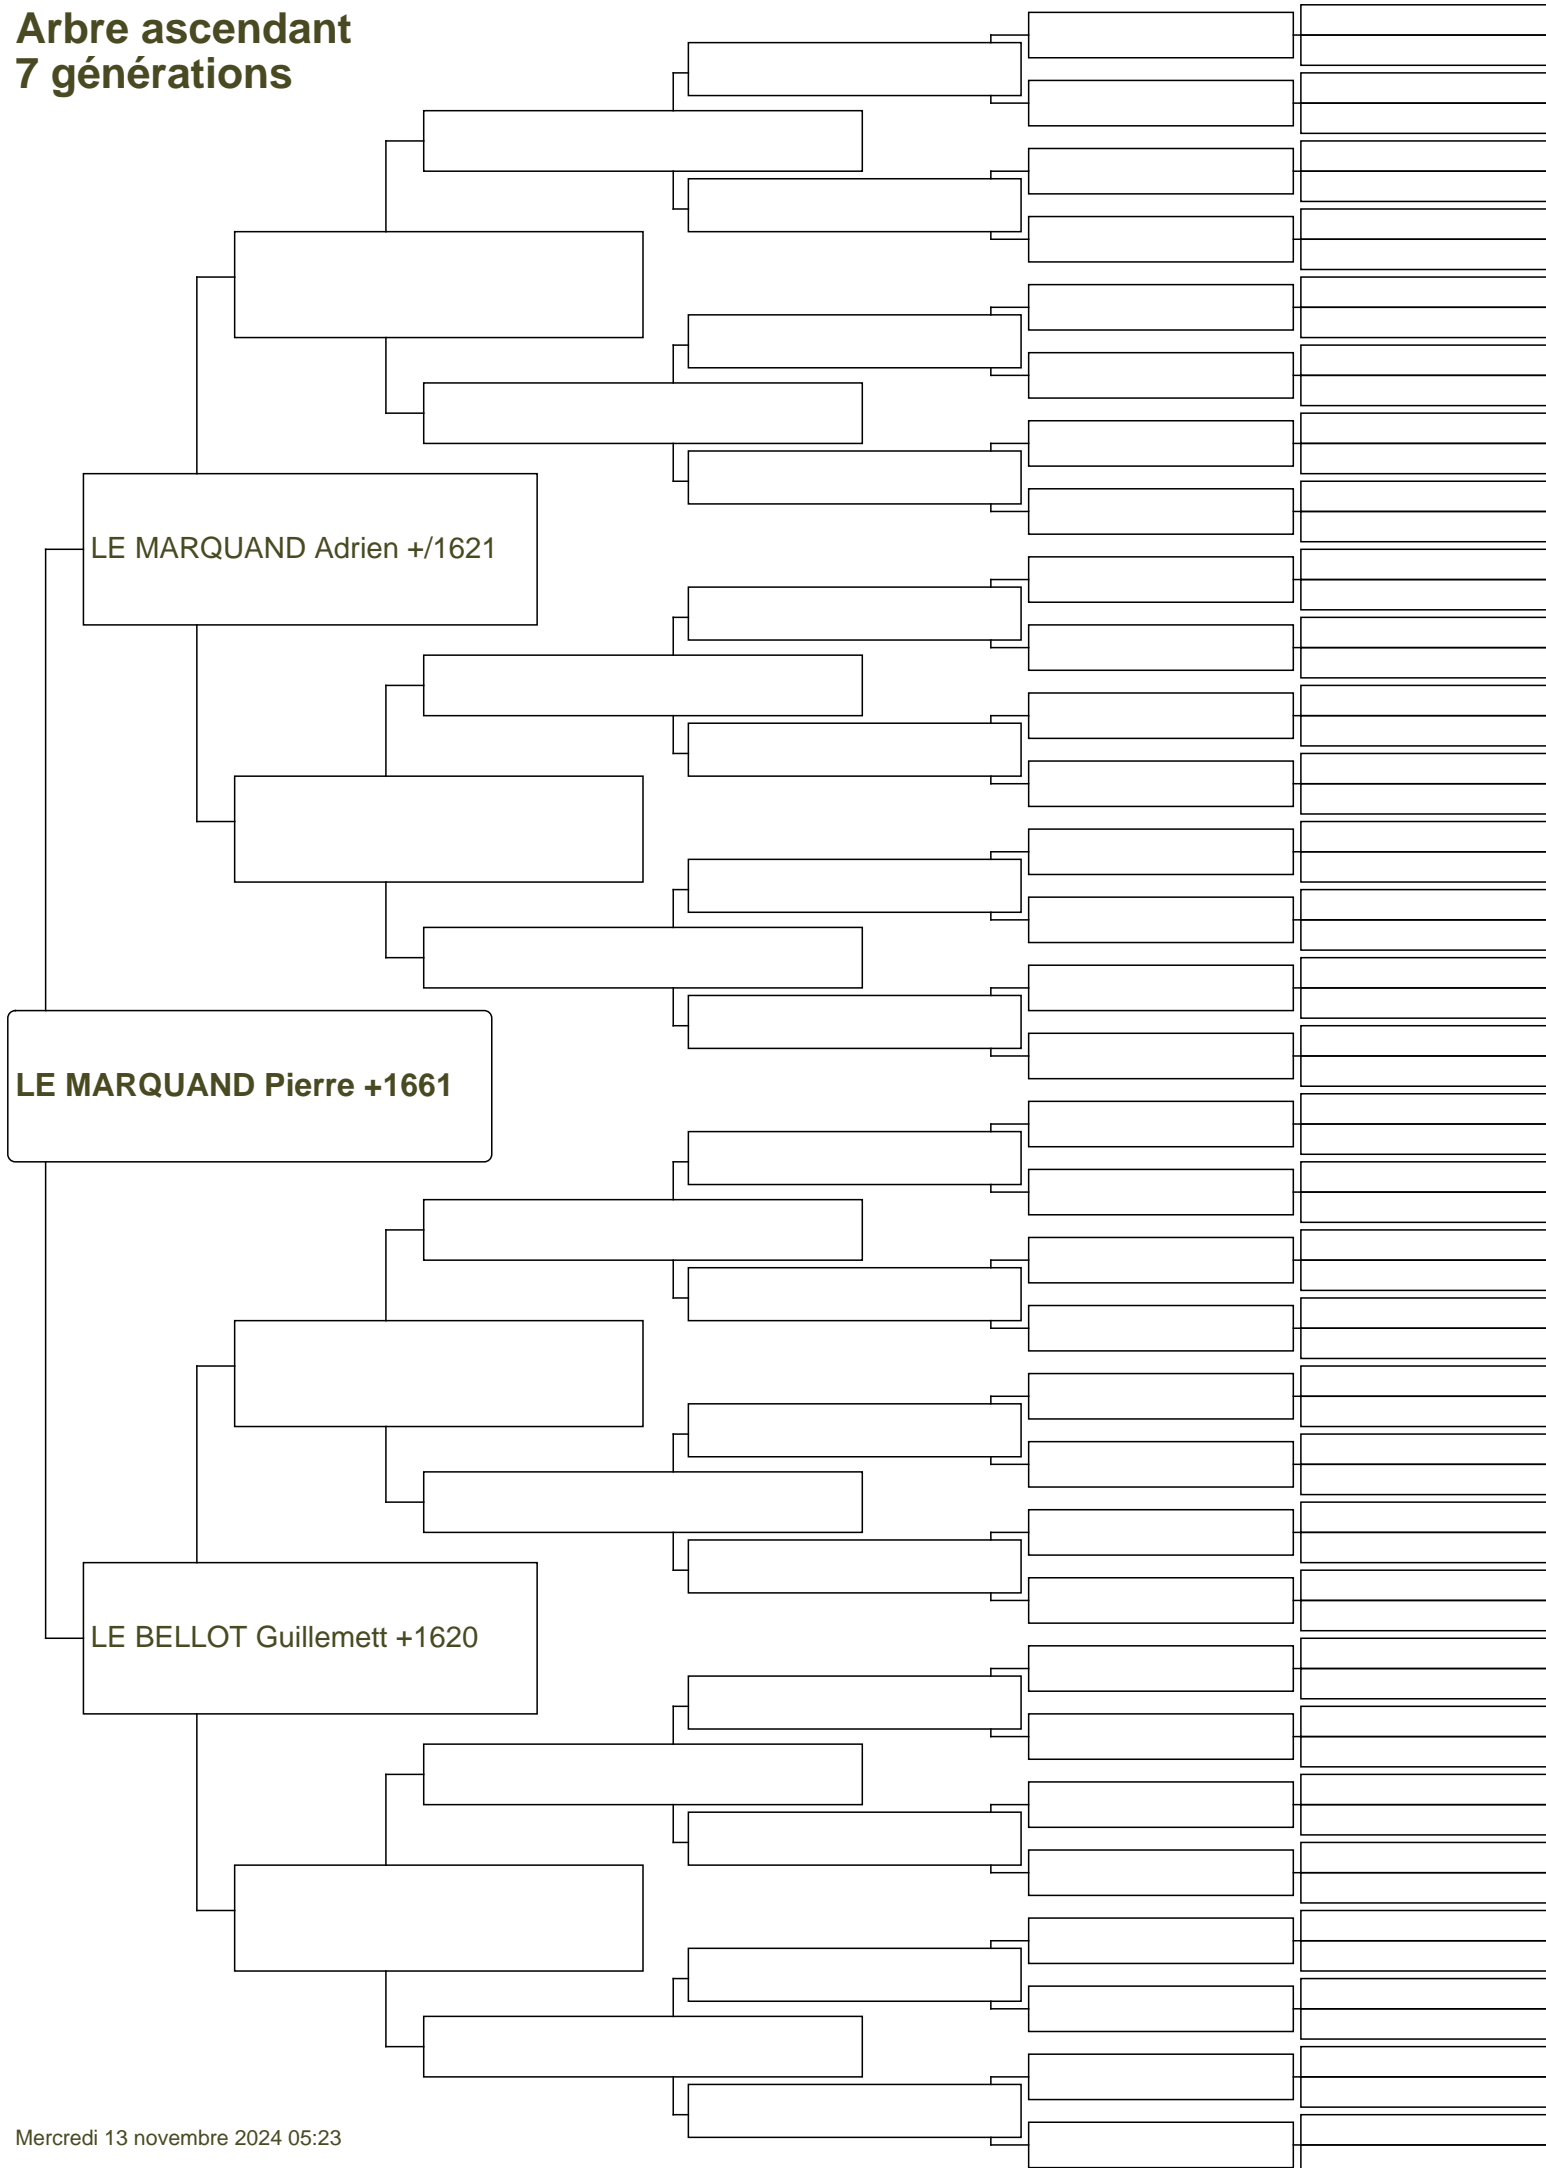 Arbre ascendant
7 générations
LE MARQUAND Adrien +/1621
LE MARQUAND Pierre +1661
LE BELLOT Guillemett +1620
Mercredi 13 novembre 2024 05:23